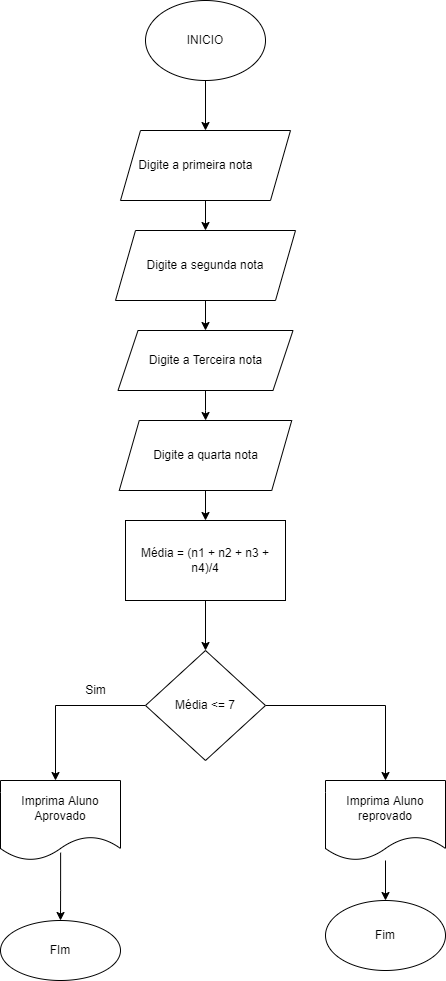 INICIO
Digite a primeira nota
Digite a segunda nota
Digite a Terceira nota
Digite a quarta nota
Média = (n1 + n2 + n3 +
n4)/4
Média <= 7
Sim
Imprima Aluno
Aprovado
Imprima Aluno
reprovado
FIm
Fim